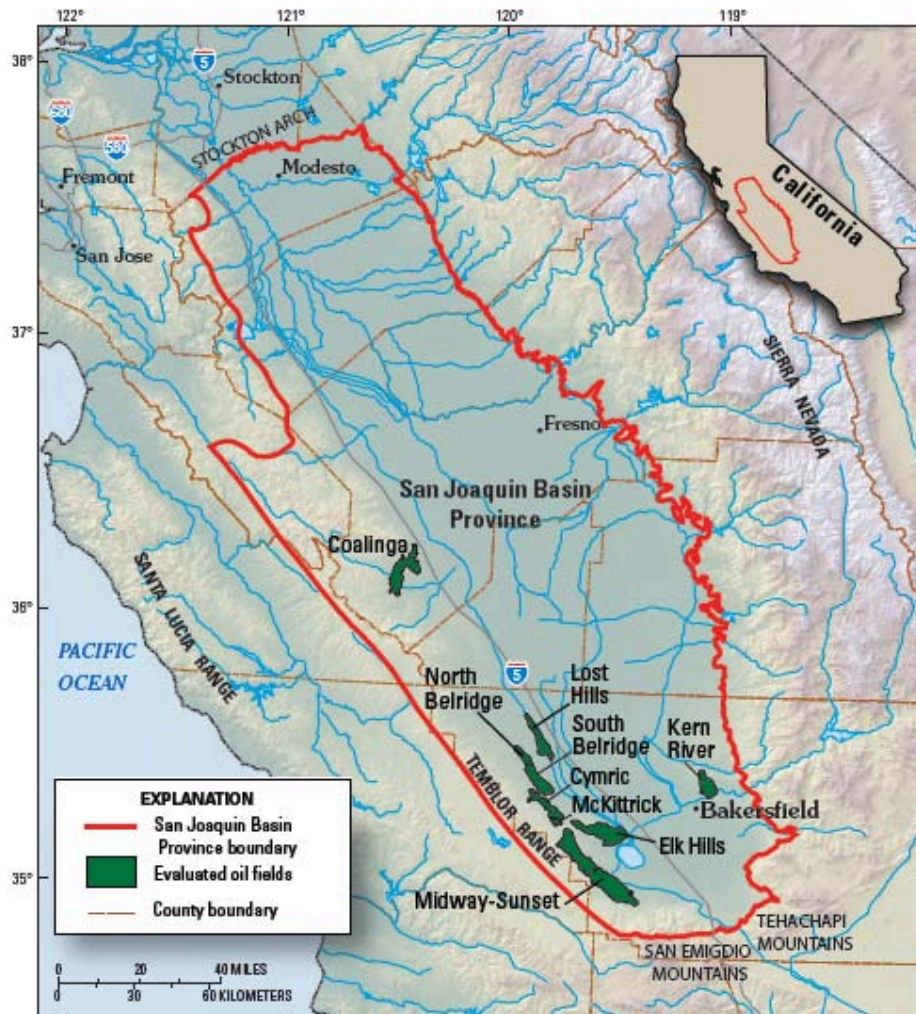 122°
121°
120°
119°
38°
37°
36°
35°
5
Stockton
580
580
STOCKTON ARCH
Modesto
Fremont
San Jose
California
SIERRA NEVADA
Fresno
San Joaquin Basin
Province
Coalinga
SANTA LUCIA RANGE
PACIFIC
OCEAN
5
North
Belridge
Lost
Hills
South
Belridge
Kern
River
Cymric
McKittrick
Bakersfield
TEMBLOR RANGE
Elk Hills
Midway-Sunset
TEHACHAPI
MOUNTAINS
SAN EMIGDIO
MOUNTAINS
EXPLANATION
San Joaquin Basin
Province boundary
Evaluated oil fields
County boundary
0 20 40 MILES
0 30 60 KILOMETERS